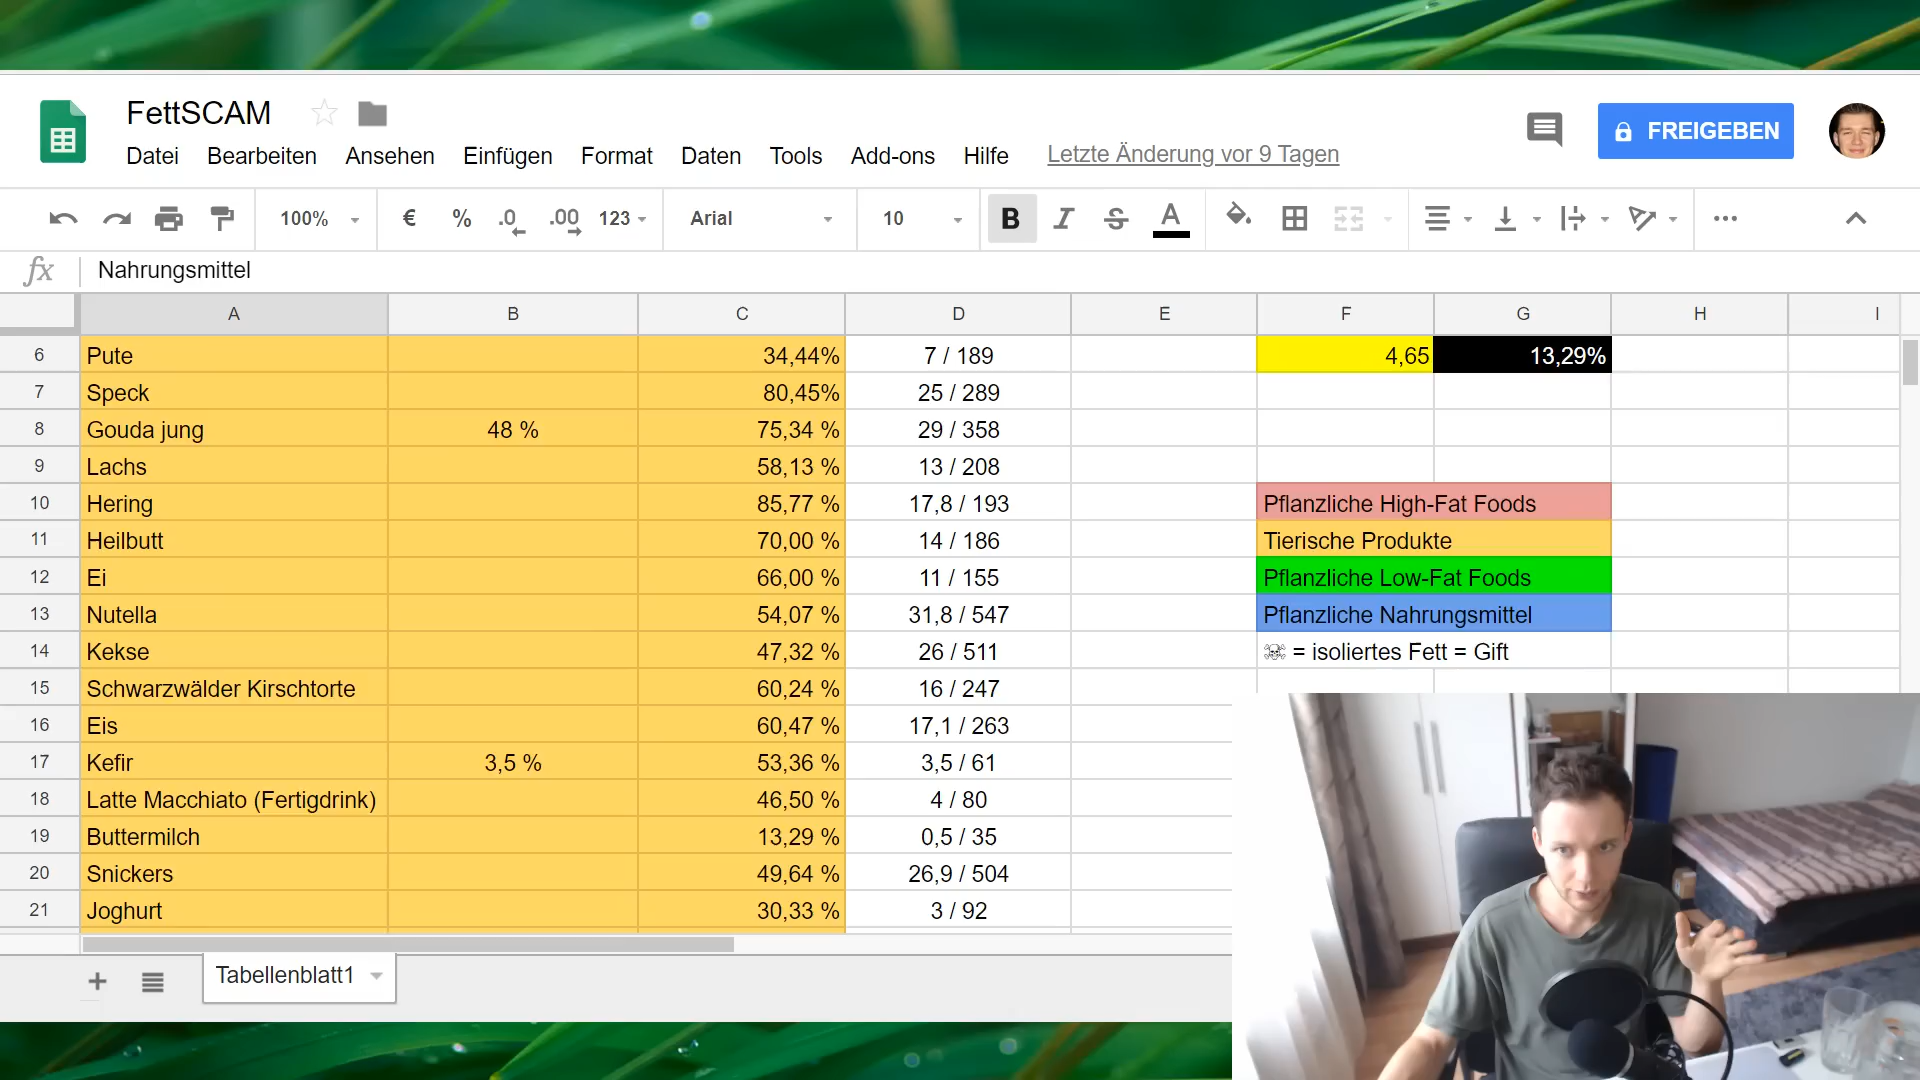 FettSCAM
Datei Bearbeiten Ansehen Einfügen Format Daten Tools Add-ons Hilfe Letzte Änderung vor 9 Tagen
FREIGEBEN
100% € % .0 .00 123 Arial 10 B I S A
fx Nahrungsmittel
A B C D E F G H I
6 Pute 34,44% 7 / 189 4,65 13,29%
7 Speck 80,45% 25 / 289
8 Gouda jung 48 % 75,34 % 29 / 358
9 Lachs 58,13 % 13 / 208
10 Hering 85,77 % 17,8 / 193 Pflanzliche High-Fat Foods
11 Heilbutt 70,00 % 14 / 186 Tierische Produkte
12 Ei 66,00 % 11 / 155 Pflanzliche Low-Fat Foods
13 Nutella 54,07 % 31,8 / 547 Pflanzliche Nahrungsmittel
14 Kekse 47,32 % 26 / 511 ☠ = isoliertes Fett = Gift
15 Schwarzwälder Kirschtorte 60,24 % 16 / 247
16 Eis 60,47 % 17,1 / 263
17 Kefir 3,5 % 53,36 % 3,5 / 61
18 Latte Macchiato (Fertigdrink) 46,50 % 4 / 80
19 Buttermilch 13,29 % 0,5 / 35
20 Snickers 49,64 % 26,9 / 504
21 Joghurt 30,33 % 3 / 92
Tabellenblatt1